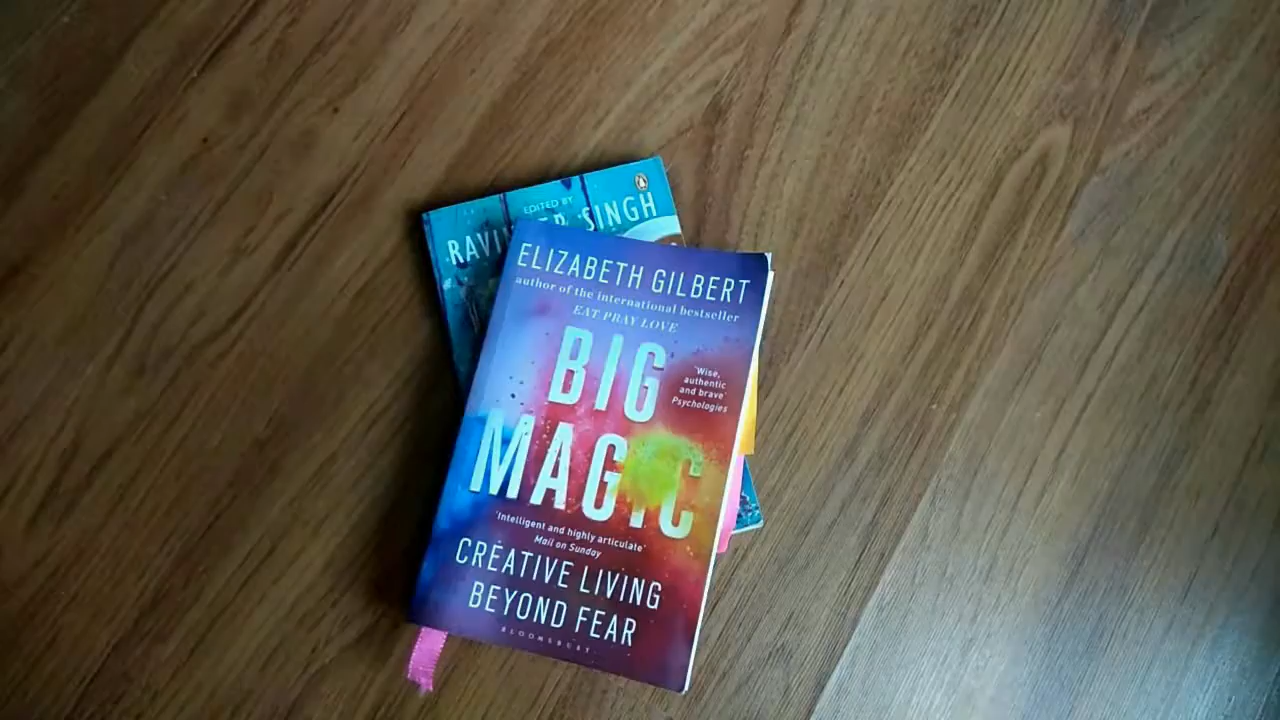 EDITED BY
SINGH
ELIZABETH GILBERT
author of the international bestseller
EAT PRAY LOVE
BIG
MAGIC
'Wise,
authentic
and brave'
Psychologies
'Intelligent and highly articulate'
Mail on Sunday
CREATIVE LIVING
BEYOND FEAR
BLOOMSBURY